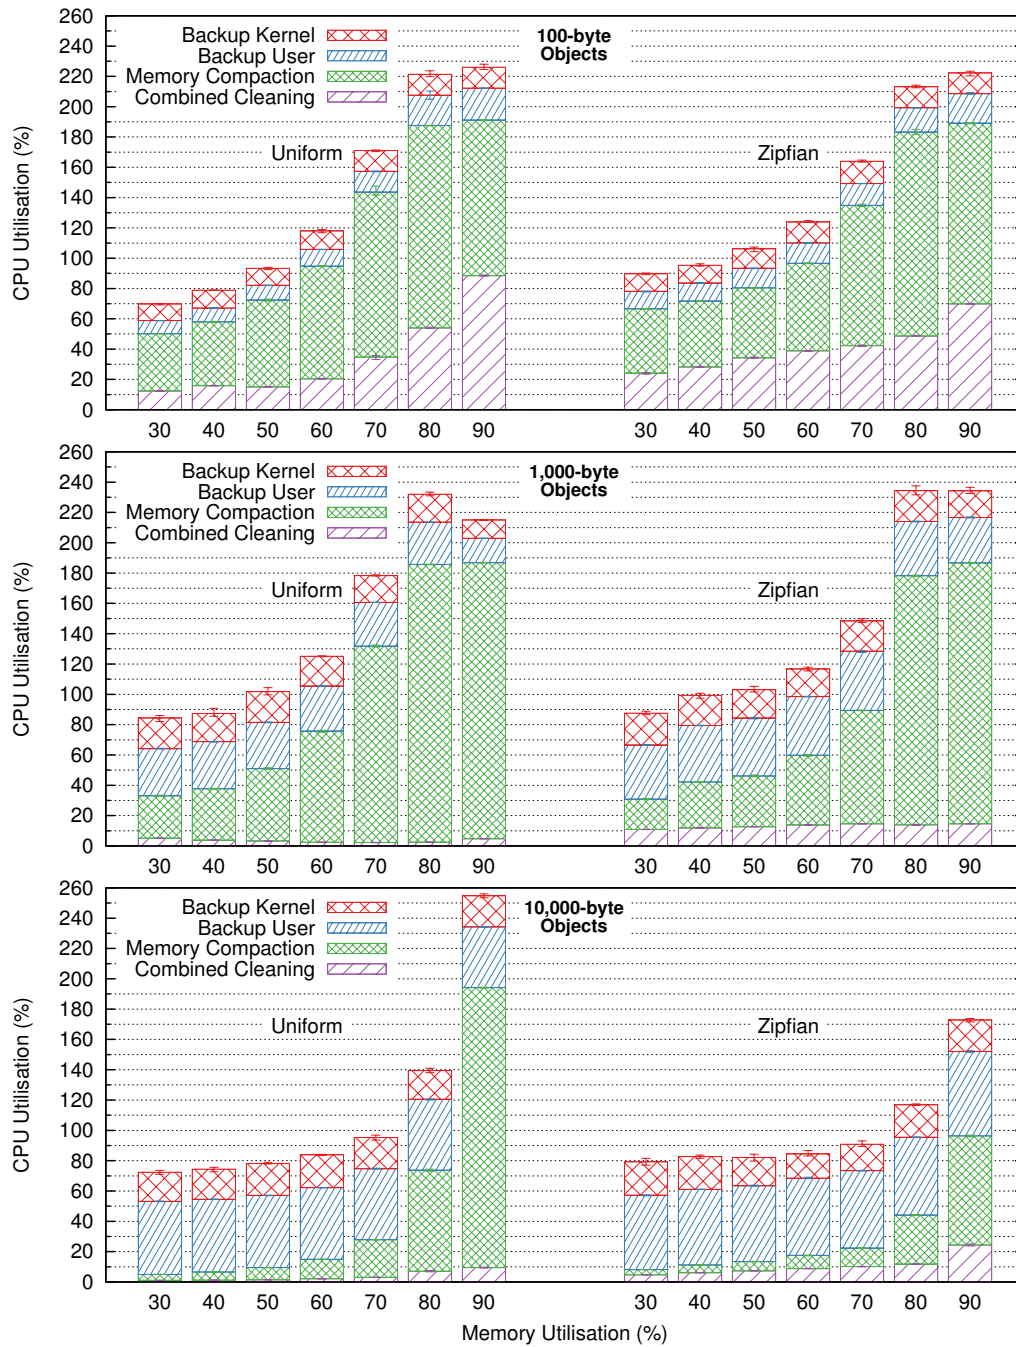 260
240
220
200
180
160
140
120
100
80
60
40
20
0
CPU Utilisation (%)
Backup Kernel
Backup User
Memory Compaction
Combined Cleaning
100-byte
Objects
Uniform
Zipfian
30 40 50 60 70 80 90 30 40 50 60 70 80 90
260
240
220
200
180
160
140
120
100
80
60
40
20
0
CPU Utilisation (%)
Backup Kernel
Backup User
Memory Compaction
Combined Cleaning
1,000-byte
Objects
Uniform
Zipfian
30 40 50 60 70 80 90 30 40 50 60 70 80 90
260
240
220
200
180
160
140
120
100
80
60
40
20
0
CPU Utilisation (%)
Backup Kernel
Backup User
Memory Compaction
Combined Cleaning
10,000-byte
Objects
Uniform
Zipfian
30 40 50 60 70 80 90 30 40 50 60 70 80 90
Memory Utilisation (%)